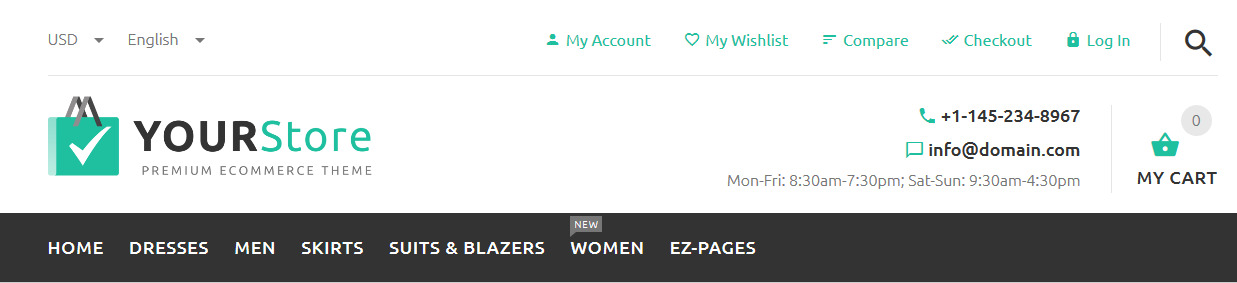 USD English My Account My Wishlist Compare Checkout Log In
YOURStore
PREMIUM ECOMMERCE THEME
+1-145-234-8967
info@domain.com
Mon-Fri: 8:30am-7:30pm; Sat-Sun: 9:30am-4:30pm
0
MY CART
NEW
HOME DRESSES MEN SKIRTS SUITS & BLAZERS WOMEN EZ-PAGES